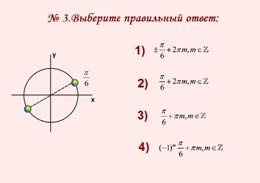 № 3.Выберите правильный ответ:
y
π/6
x
1) ±π/6+2πm,m∈ℤ
2) π/6+2πm,m∈ℤ
3) π/6+πm,m∈ℤ
4) (-1)ⁿπ/6+πm,m∈ℤ